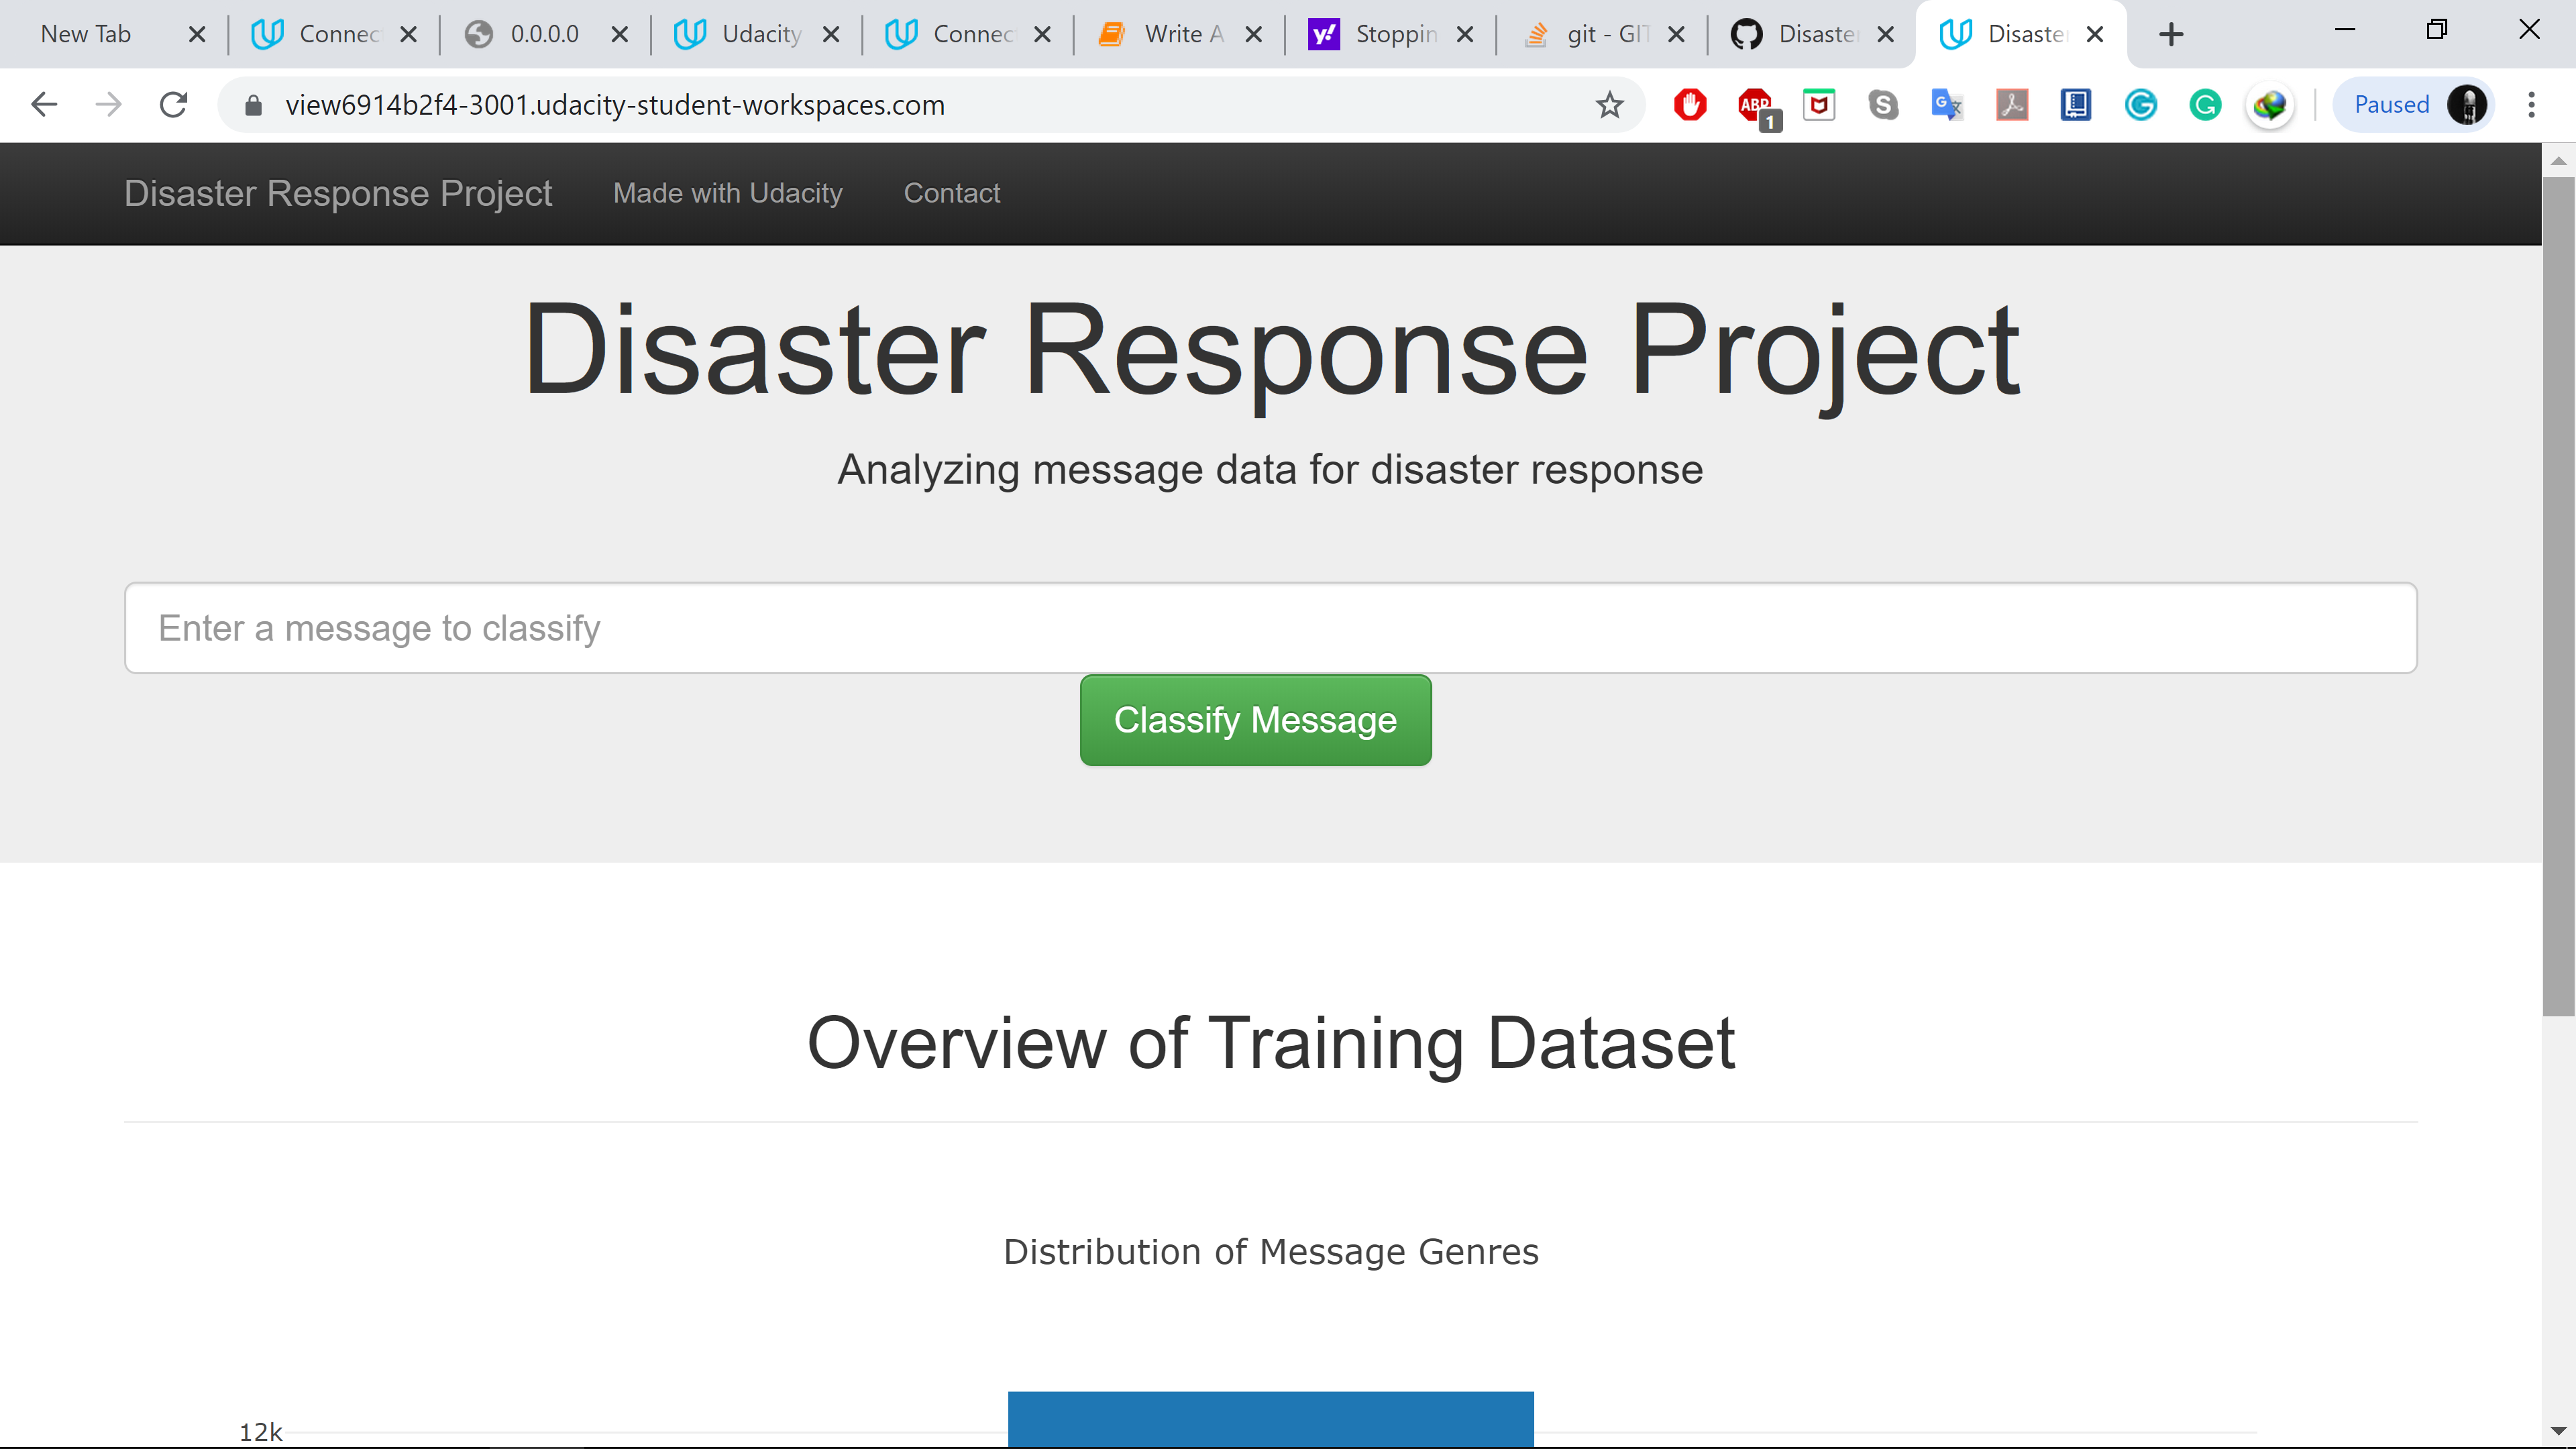 New Tab
Connec
0.0.0.0
Udacity
Connec
Write A
Stoppin
git - GIT
Disaste
Disaste
view6914b2f4-3001.udacity-student-workspaces.com
ABP
1
Paused
Disaster Response Project
Made with Udacity
Contact
Disaster Response Project
Analyzing message data for disaster response
Enter a message to classify
Classify Message
Overview of Training Dataset
Distribution of Message Genres
12k